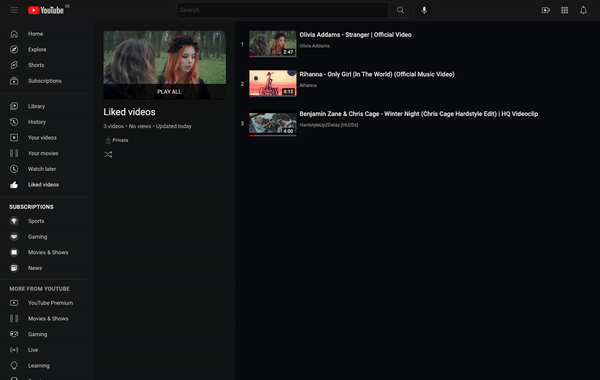 YouTube
BE
Search
Home
Explore
Shorts
Subscriptions
Library
History
Your videos
Your movies
Watch later
Liked videos
SUBSCRIPTIONS
Sports
Gaming
Movies & Shows
News
MORE FROM YOUTUBE
YouTube Premium
Movies & Shows
Gaming
Live
Learning
PLAY ALL
Liked videos
3 videos • No views • Updated today
Private
1
2:47
Olivia Addams - Stranger | Official Video
Olivia Addams
2
4:12
Rihanna - Only Girl (In The World) (Official Music Video)
Rihanna
3
4:00
Benjamin Zane & Chris Cage - Winter Night (Chris Cage Hardstyle Edit) | HQ Videoclip
HardstyleUp2Datez [HU2Dz]